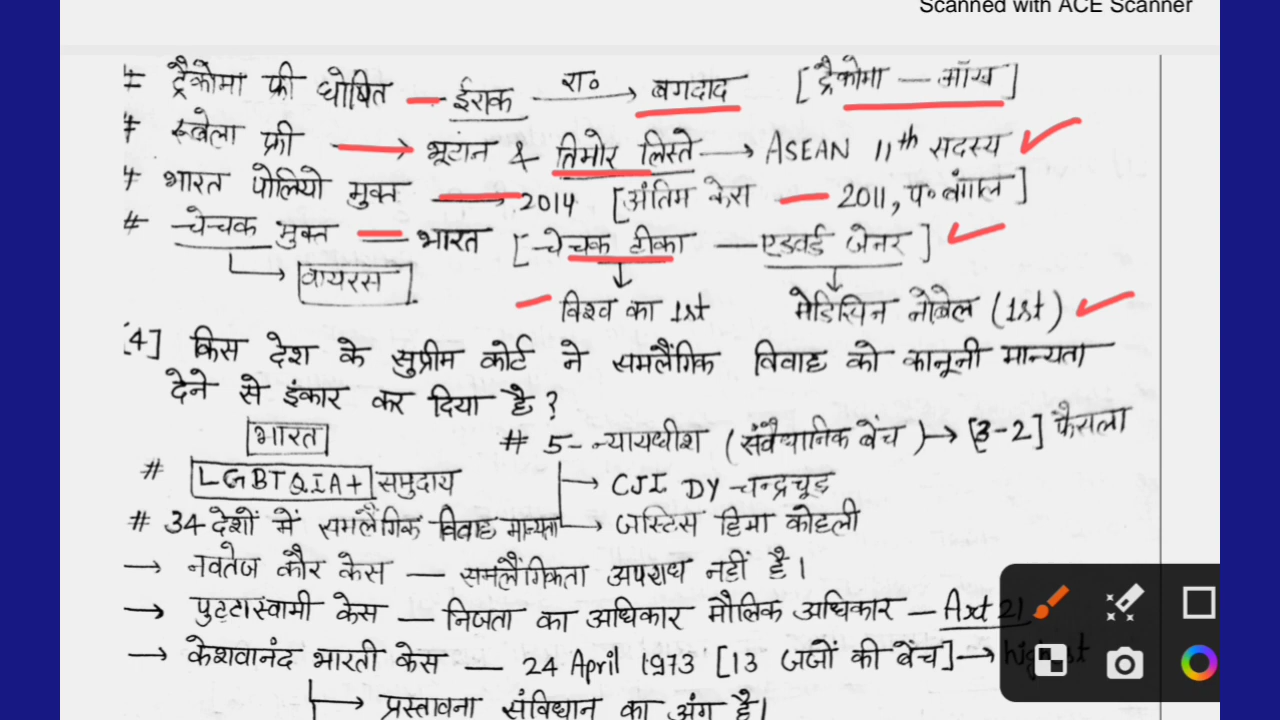 Scanned with ACE Scanner
# ट्रैकोमा फ्री घोषित — ईराक —रा०→ बगदाद [ट्रैकोमा — आँख]
# रूबेला फ्री → भूटान & तिमोर लिस्ते → ASEAN 11th सदस्य
# भारत पोलियो मुक्त → 2014 [अंतिम केस — 2011, प० बंगाल]
# चेचक मुक्त — भारत [चेचक टीका — एडवर्ड जेनर]
वायरस
विश्व का 1st मेडिसिन नोबेल (1st)
[4] किस देश के सुप्रीम कोर्ट ने समलैंगिक विवाह को कानूनी मान्यता
देने से इंकार कर दिया है?
भारत # 5- न्यायधीश (संवैधानिक बेंच) → [3-2] फैसला
# LGBTQIA+ समुदाय → CJI DY चन्द्रचूड़
# 34 देशों में समलैंगिक विवाह मान्यता → जस्टिस हिमा कोहली
→ नवतेज कौर केस — समलैंगिकता अपराध नहीं है।
→ पुट्टास्वामी केस — निजता का अधिकार मौलिक अधिकार — Art 21
→ केशवानंद भारती केस — 24 April 1973 [13 जजों की बेंच] → highest
→ प्रस्तावना संविधान का अंग है।